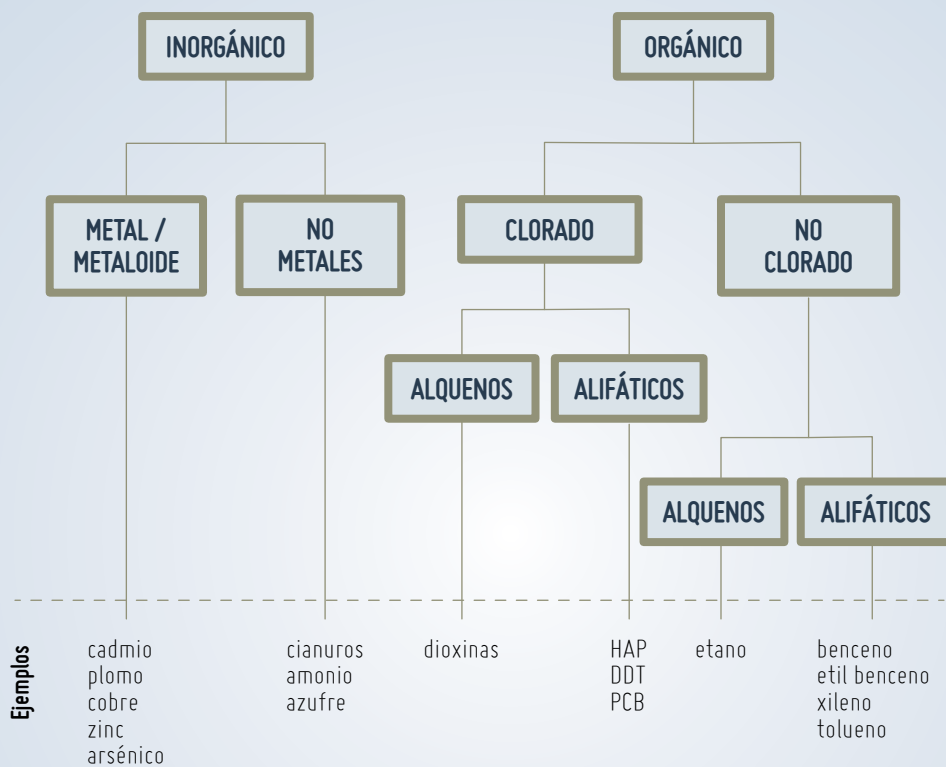 INORGÁNICO
ORGÁNICO
METAL /
METALOIDE
NO
METALES
CLORADO
NO
CLORADO
ALQUENOS
ALIFÁTICOS
ALQUENOS
ALIFÁTICOS
Ejemplos
cadmio
plomo
cobre
zinc
arsénico
cianuros
amonio
azufre
dioxinas
HAP
DDT
PCB
etano
benceno
etil benceno
xileno
tolueno